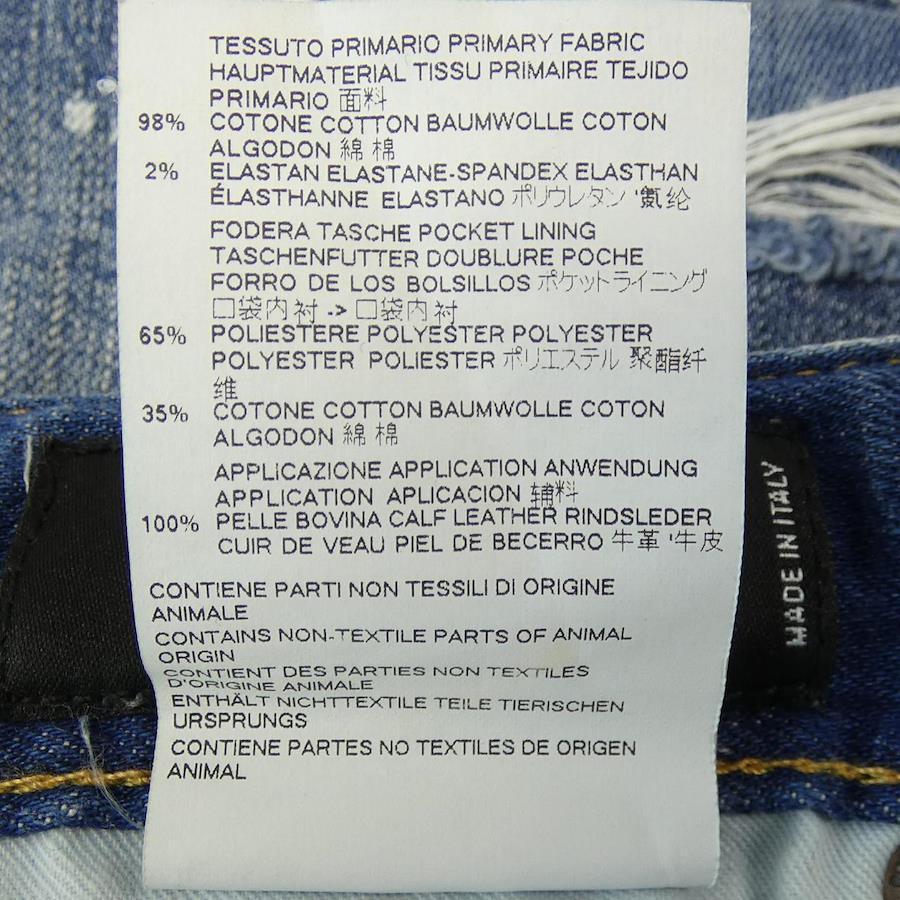 TESSUTO PRIMARIO PRIMARY FABRIC
HAUPTMATERIAL TISSU PRIMAIRE TEJIDO
PRIMARIO 面料
98% COTONE COTTON BAUMWOLLE COTON
ALGODON 綿 棉
2% ELASTAN ELASTANE-SPANDEX ELASTHAN
ÉLASTHANNE ELASTANO ポリウレタン '氨纶
FODERA TASCHE POCKET LINING
TASCHENFUTTER DOUBLURE POCHE
FORRO DE LOS BOLSILLOS ポケットライニング
口袋内衬 -> 口袋内衬
65% POLIESTERE POLYESTER POLYESTER
POLYESTER POLIESTER ポリエステル 聚酯纤
维
35% COTONE COTTON BAUMWOLLE COTON
ALGODON 綿 棉
APPLICAZIONE APPLICATION ANWENDUNG
APPLICATION APLICACION 辅料
100% PELLE BOVINA CALF LEATHER RINDSLEDER
CUIR DE VEAU PIEL DE BECERRO 牛革 '牛皮
CONTIENE PARTI NON TESSILI DI ORIGINE
ANIMALE
CONTAINS NON-TEXTILE PARTS OF ANIMAL
ORIGIN
CONTIENT DES PARTIES NON TEXTILES
D'ORIGINE ANIMALE
ENTHÄLT NICHTTEXTILE TEILE TIERISCHEN
URSPRUNGS
CONTIENE PARTES NO TEXTILES DE ORIGEN
ANIMAL
MADE IN ITALY